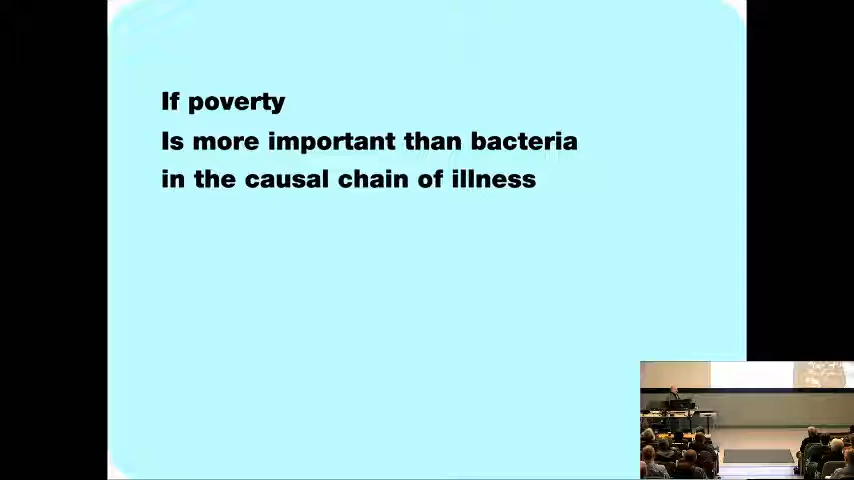 If poverty
Is more important than bacteria
in the causal chain of illness